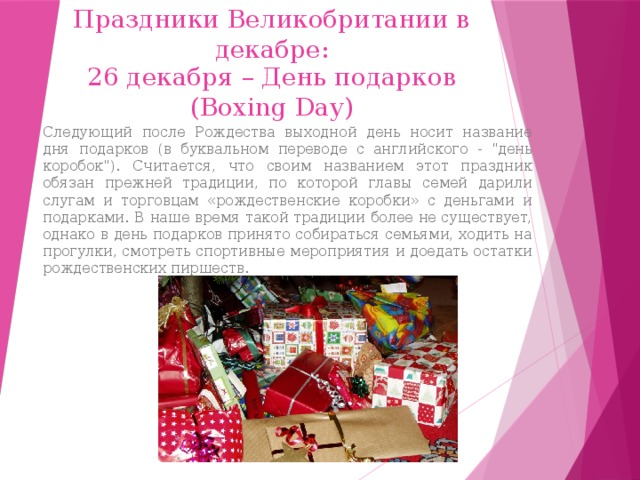 Праздники Великобритании в
декабре:
26 декабря – День подарков
(Boxing Day)
Следующий после Рождества выходной день носит название
дня подарков (в буквальном переводе с английского - "день
коробок"). Считается, что своим названием этот праздник
обязан прежней традиции, по которой главы семей дарили
слугам и торговцам «рождественские коробки» с деньгами и
подарками. В наше время такой традиции более не существует,
однако в день подарков принято собираться семьями, ходить на
прогулки, смотреть спортивные мероприятия и доедать остатки
рождественских пиршеств.